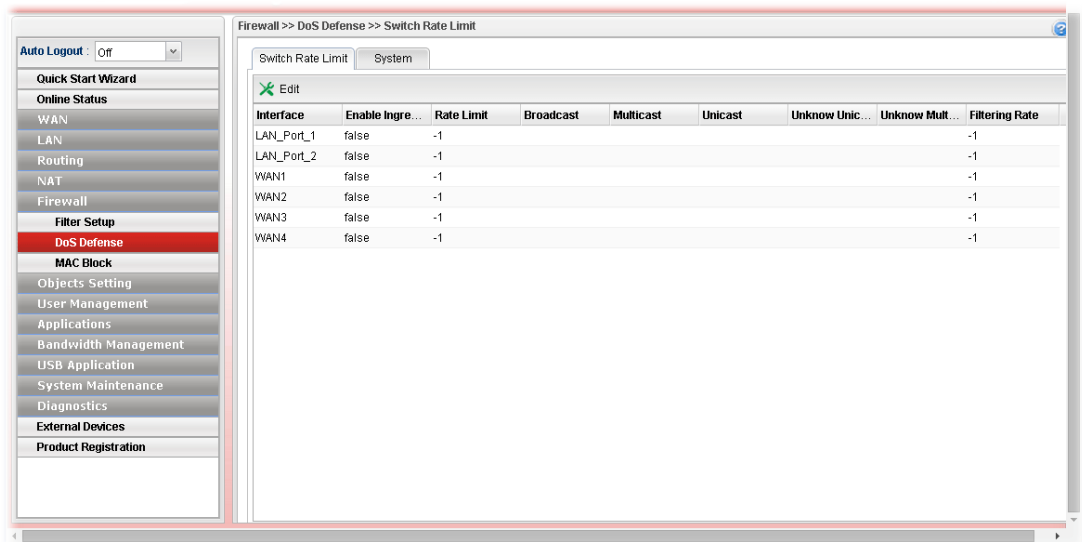 Firewall >> DoS Defense >> Switch Rate Limit
Auto Logout : Off
Quick Start Wizard
Online Status
WAN
LAN
Routing
NAT
Firewall
Filter Setup
DoS Defense
MAC Block
Objects Setting
User Management
Applications
Bandwidth Management
USB Application
System Maintenance
Diagnostics
External Devices
Product Registration
Switch Rate Limit System
Edit
Interface Enable Ingre... Rate Limit Broadcast Multicast Unicast Unknow Unic... Unknow Mult... Filtering Rate
LAN_Port_1 false -1 -1
LAN_Port_2 false -1 -1
WAN1 false -1 -1
WAN2 false -1 -1
WAN3 false -1 -1
WAN4 false -1 -1